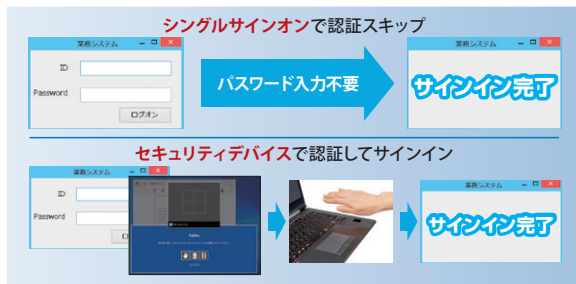 シングルサインオンで認証スキップ
業務システム
ID
Password
ログオン
パスワード入力不要
業務システム
サインイン完了
セキュリティデバイスで認証してサインイン
業務システム
ID
Password
業務システム
サインイン完了